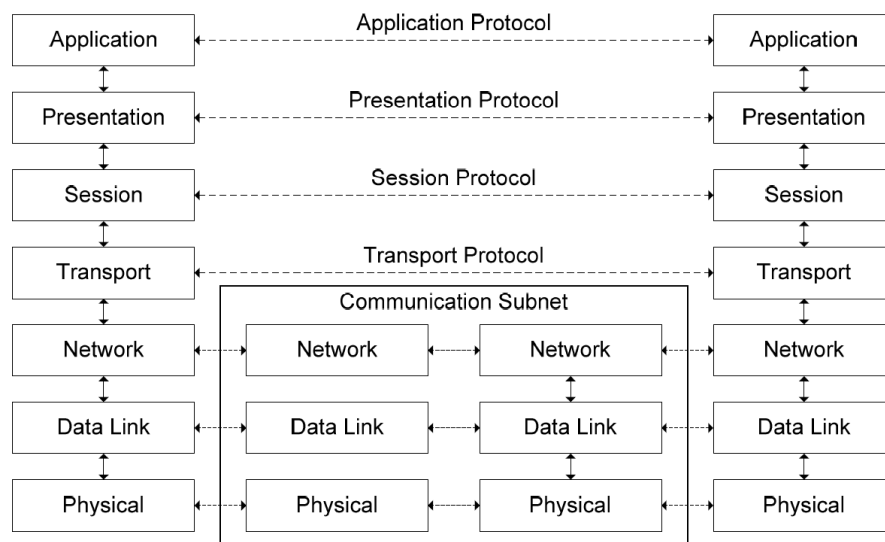 Application
Application Protocol
Application
Presentation
Presentation Protocol
Presentation
Session
Session Protocol
Session
Transport
Transport Protocol
Transport
Communication Subnet
Network
Network
Network
Network
Data Link
Data Link
Data Link
Data Link
Physical
Physical
Physical
Physical